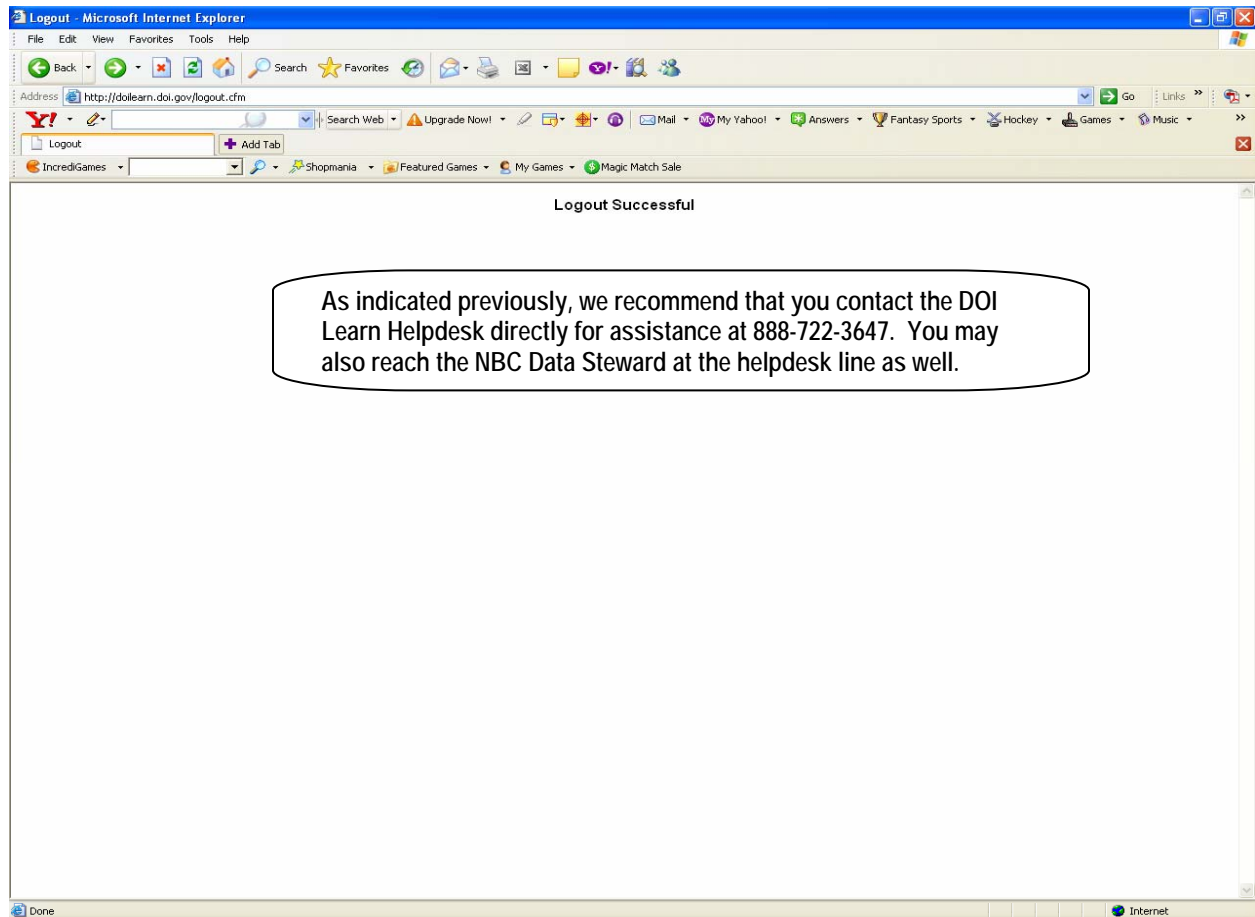 Logout - Microsoft Internet Explorer
File Edit View Favorites Tools Help
Back Search Favorites
Address http://doilearn.doi.gov/logout.cfm Go Links »
Y! Search Web Upgrade Now! Mail My Yahoo! Answers Fantasy Sports Hockey Games Music »
Logout Add Tab
IncrediGames Shopmania Featured Games My Games Magic Match Sale
Logout Successful
As indicated previously, we recommend that you contact the DOI
Learn Helpdesk directly for assistance at 888-722-3647. You may
also reach the NBC Data Steward at the helpdesk line as well.
Done Internet